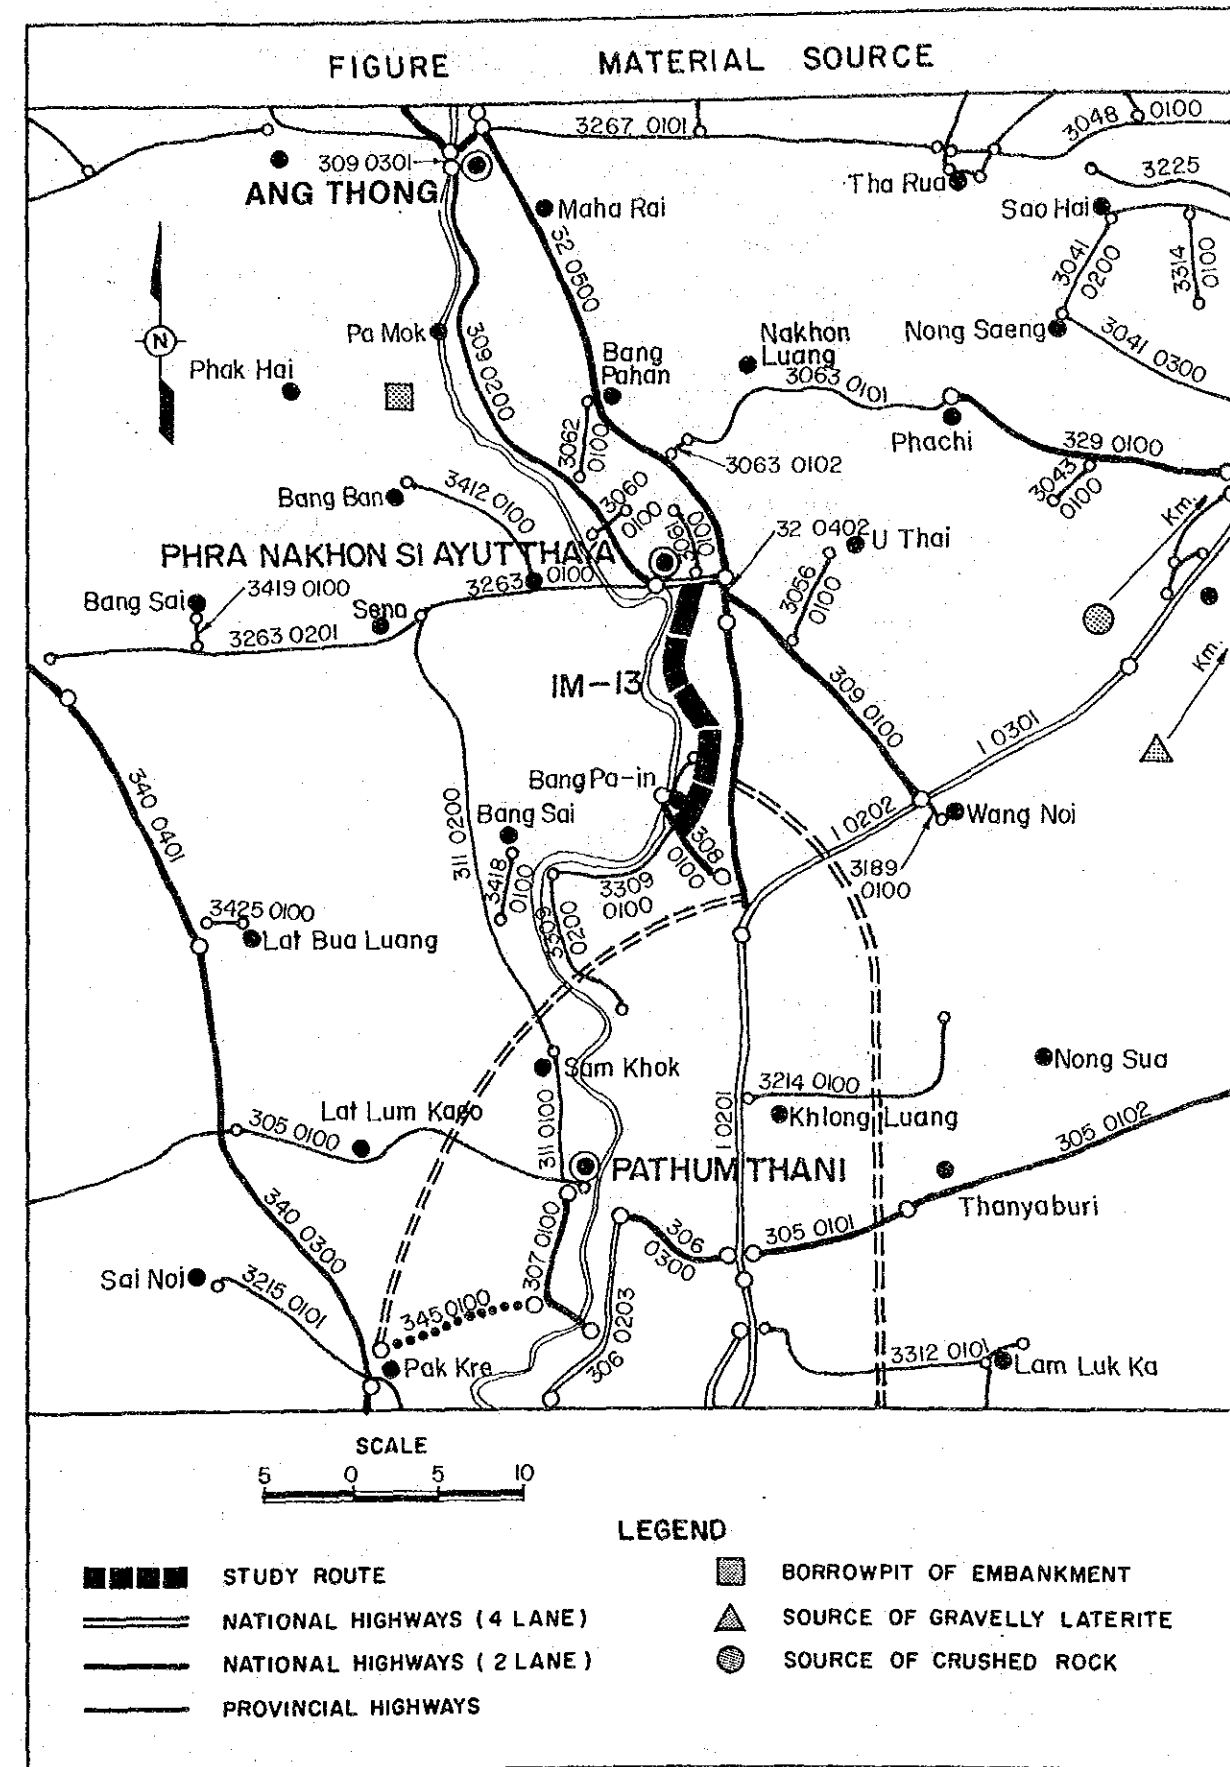 FIGURE MATERIAL SOURCE
3267 0101
3048 0100
309 0301
ANG THONG
Maha Rai
Tha Rua
3225
Sao Hai
32 0500
3041 0200
3314 0100
Pa Mok
N
Phak Hai
309 0200
Bang Pahan
Nakhon Luang
Nong Saeng
3041 0300
3063 0101
Phachi
329 0100
3062 0100
3063 0102
3043 0100
Bang Ban
3412 0100
3060 0100
3061 0100
32 0402
U Thai
Km.
PHRA NAKHON SI AYUTTHAYA
3263 0100
3056 0100
Bang Sai
3419 0100
Sena
3263 0201
Km.
IM-13
309 0100
1 0301
340 0401
311 0200
Bang Pa-in
Bang Sai
308 0100
1 0202
Wang Noi
3189 0100
3418 0100
3309 0100
3309 0200
3425 0100
Lat Bua Luang
Sam Khok
Nong Sua
3214 0100
Khlong Luang
Lat Lum Kaeo
305 0100
311 0100
1 0201
305 0102
PATHUM THANI
Thanyaburi
340 0300
307 0100
306 0300
305 0101
Sai Noi
3215 0101
345 0100
306 0203
Pak Kre
3312 0101
Lam Luk Ka
SCALE
5 0 5 10
LEGEND
STUDY ROUTE
NATIONAL HIGHWAYS (4 LANE)
NATIONAL HIGHWAYS (2 LANE)
PROVINCIAL HIGHWAYS
BORROWPIT OF EMBANKMENT
SOURCE OF GRAVELLY LATERITE
SOURCE OF CRUSHED ROCK